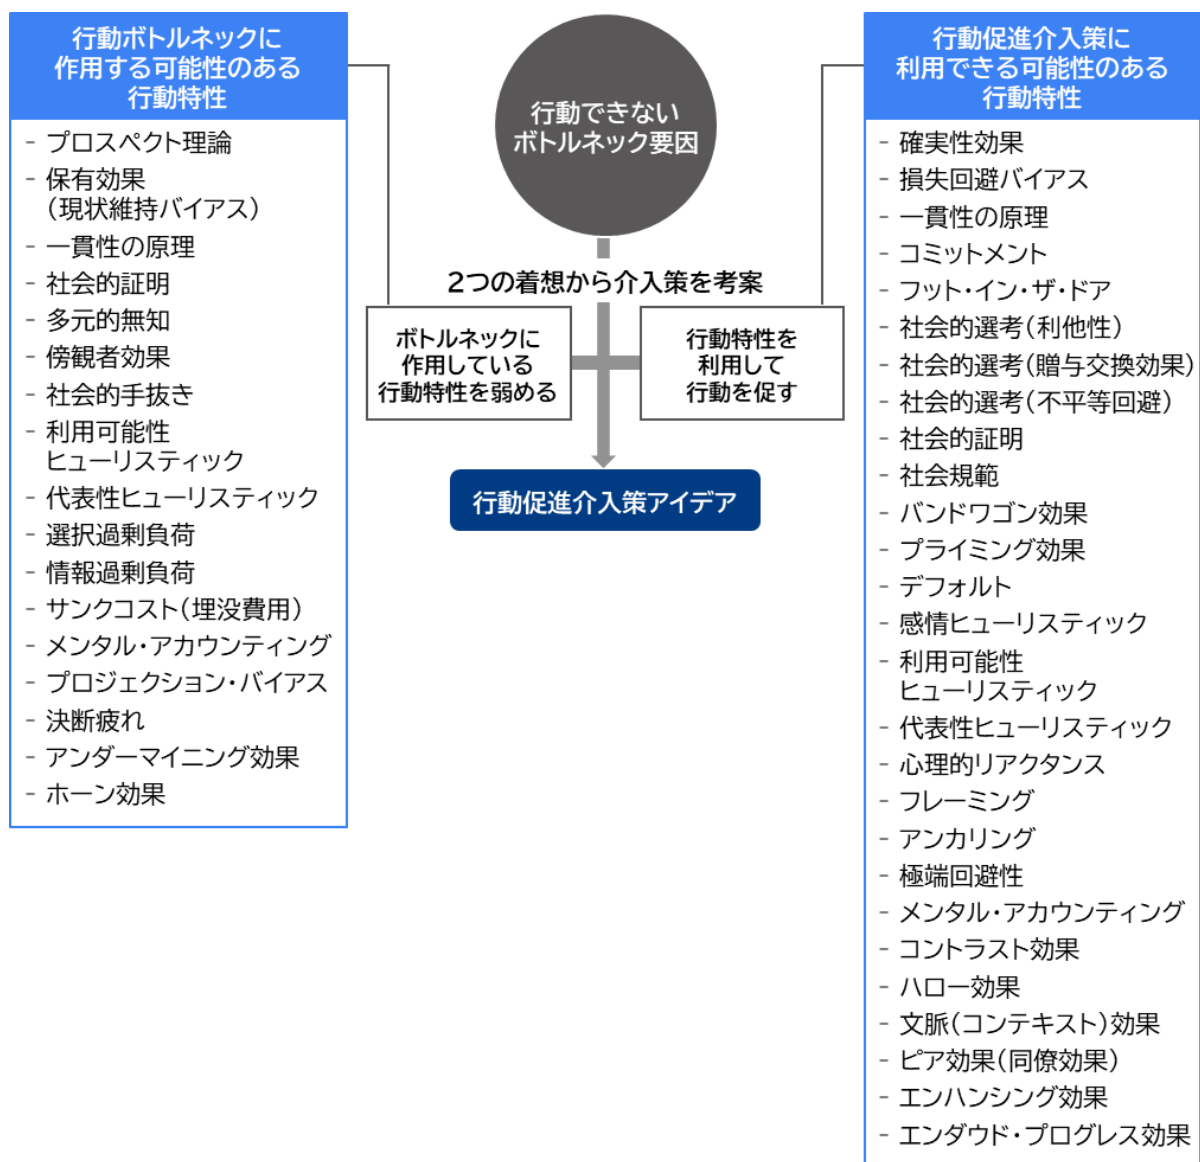 行動ボトルネックに
作用する可能性のある
行動特性
- プロスペクト理論
- 保有効果
（現状維持バイアス）
- 一貫性の原理
- 社会的証明
- 多元的無知
- 傍観者効果
- 社会的手抜き
- 利用可能性
ヒューリスティック
- 代表性ヒューリスティック
- 選択過剰負荷
- 情報過剰負荷
- サンクコスト（埋没費用）
- メンタル・アカウンティング
- プロジェクション・バイアス
- 決断疲れ
- アンダーマイニング効果
- ホーン効果
行動できない
ボトルネック要因
2つの着想から介入策を考案
ボトルネックに
作用している
行動特性を弱める
行動特性を
利用して
行動を促す
行動促進介入策アイデア
行動促進介入策に
利用できる可能性のある
行動特性
- 確実性効果
- 損失回避バイアス
- 一貫性の原理
- コミットメント
- フット・イン・ザ・ドア
- 社会的選考（利他性）
- 社会的選考（贈与交換効果）
- 社会的選考（不平等回避）
- 社会的証明
- 社会規範
- バンドワゴン効果
- プライミング効果
- デフォルト
- 感情ヒューリスティック
- 利用可能性
ヒューリスティック
- 代表性ヒューリスティック
- 心理的リアクタンス
- フレーミング
- アンカリング
- 極端回避性
- メンタル・アカウンティング
- コントラスト効果
- ハロー効果
- 文脈（コンテキスト）効果
- ピア効果（同僚効果）
- エンハンシング効果
- エンダウド・プログレス効果